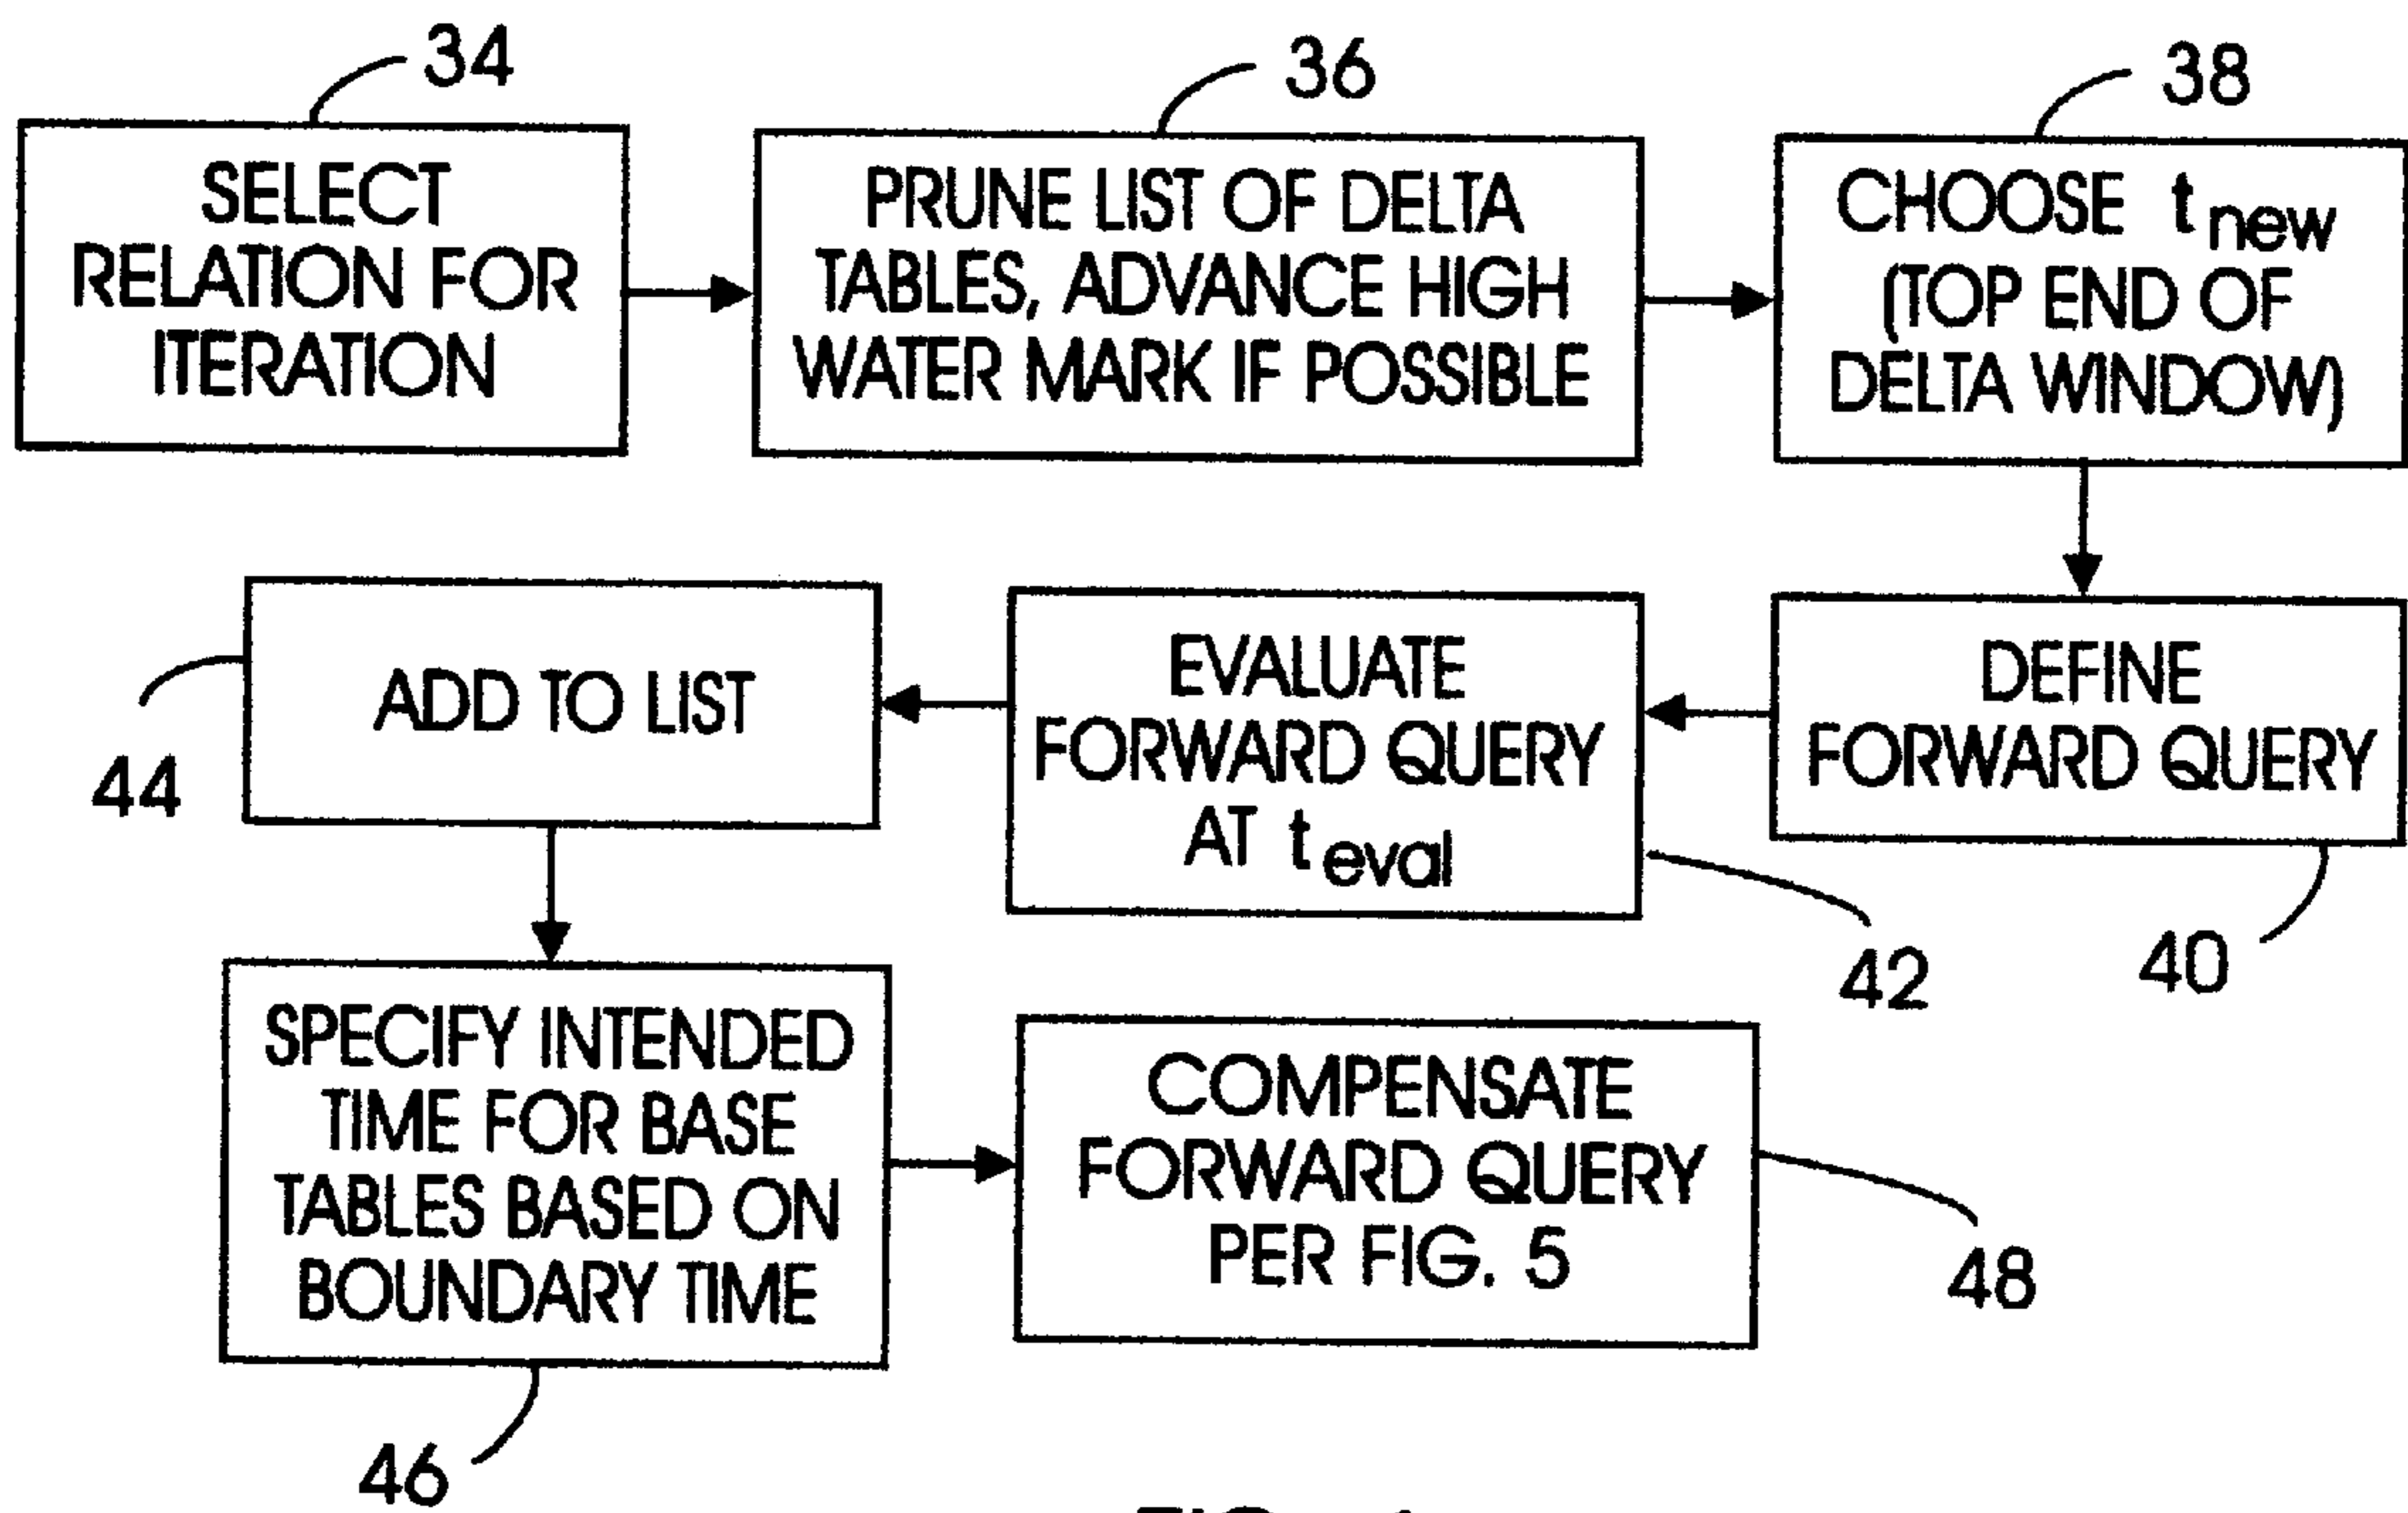 34
36
38
SELECT
RELATION FOR
ITERATION
PRUNE LIST OF DELTA
TABLES, ADVANCE HIGH
WATER MARK IF POSSIBLE
CHOOSE t new
(TOP END OF
DELTA WINDOW)
DEFINE
FORWARD QUERY
40
EVALUATE
FORWARD QUERY
AT t eval
42
ADD TO LIST
44
SPECIFY INTENDED
TIME FOR BASE
TABLES BASED ON
BOUNDARY TIME
46
COMPENSATE
FORWARD QUERY
PER FIG. 5
48